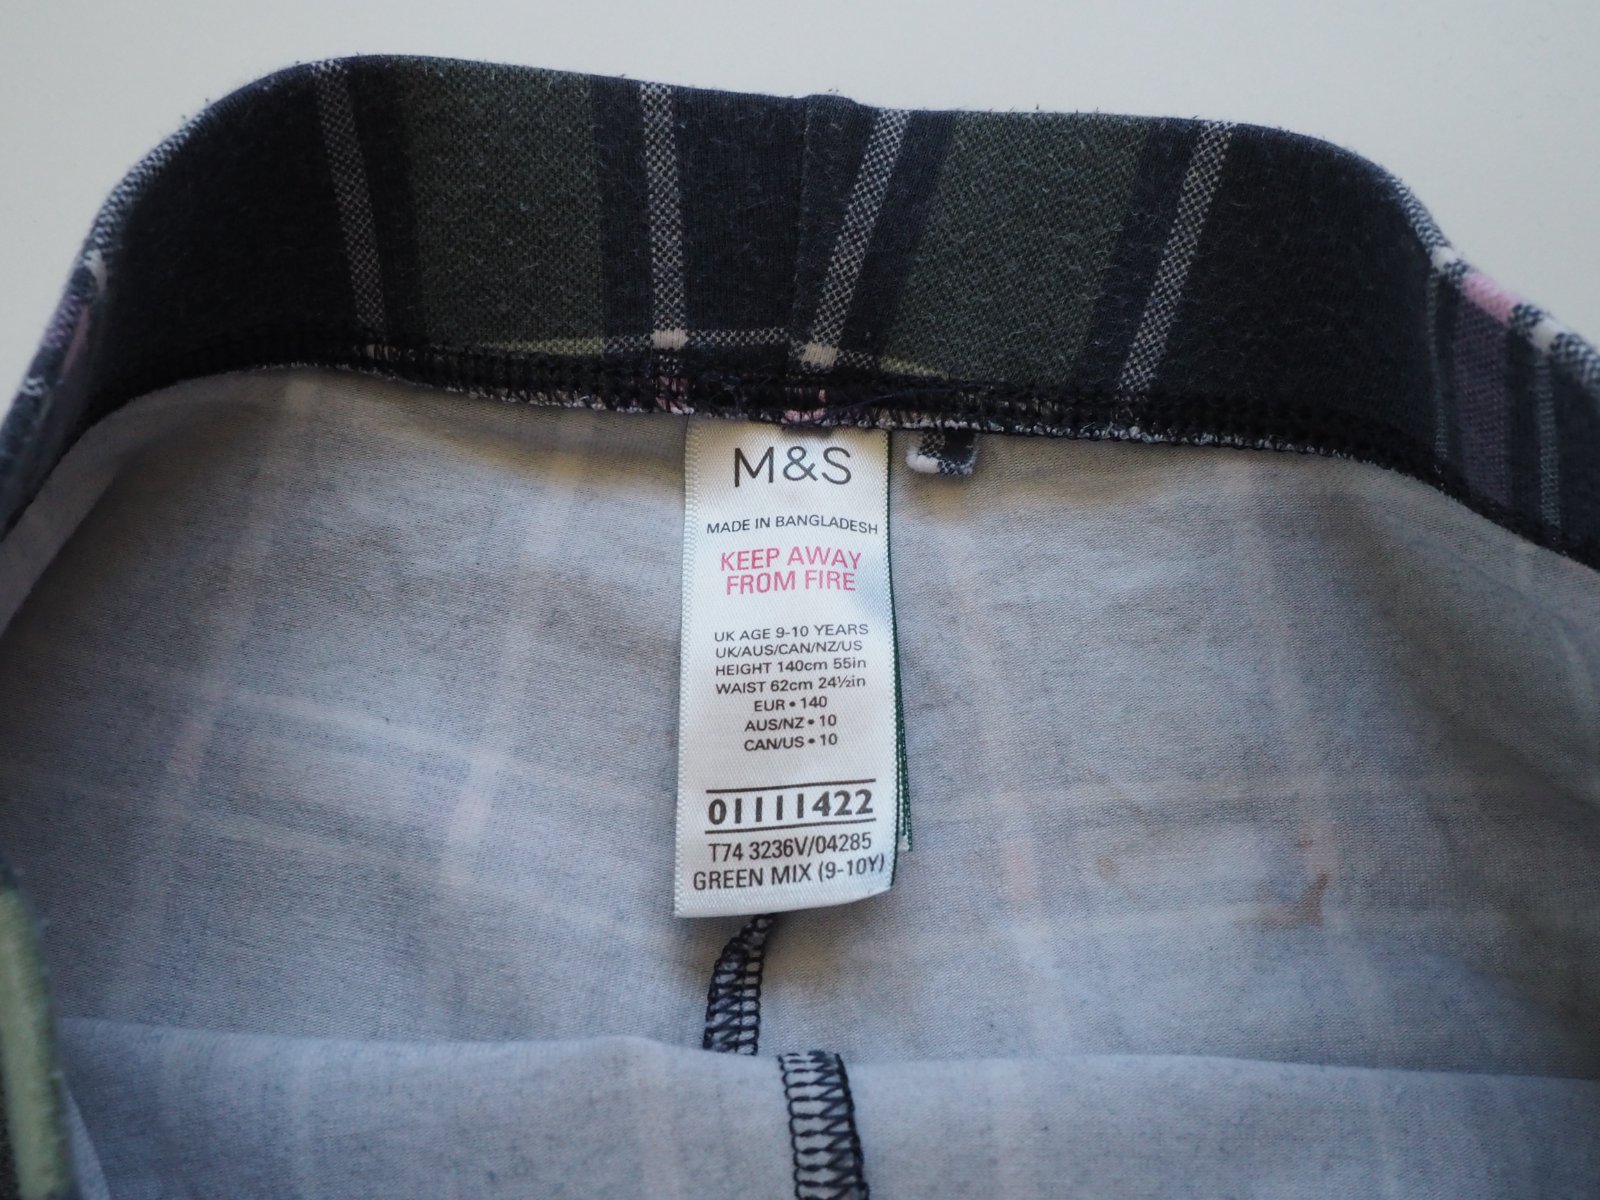 M&S
MADE IN BANGLADESH
KEEP AWAY
FROM FIRE
UK AGE 9-10 YEARS
UK/AUS/CAN/NZ/US
HEIGHT 140cm 55in
WAIST 62cm 24½in
EUR • 140
AUS/NZ • 10
CAN/US • 10
01111422
T74 3236V/04285
GREEN MIX (9-10Y)